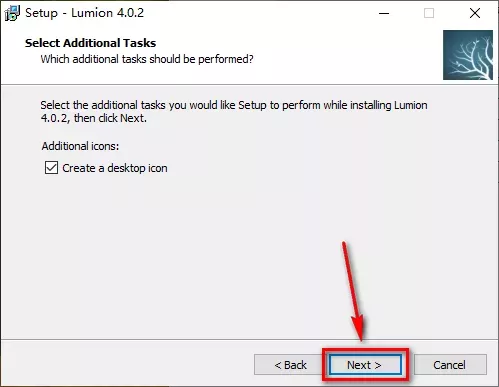 Setup - Lumion 4.0.2
Select Additional Tasks
Which additional tasks should be performed?
Select the additional tasks you would like Setup to perform while installing Lumion
4.0.2, then click Next.
Additional icons:
Create a desktop icon
< Back
Next >
Cancel